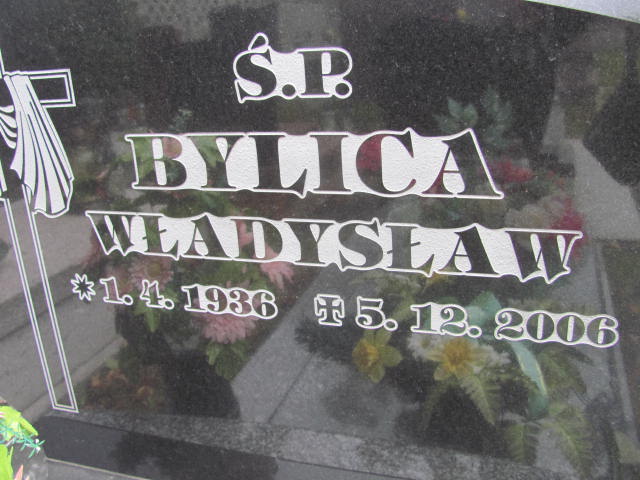 Ś.P.
BYLICA
WŁADYSŁAW
* 1. 4. 1936 ✝ 5. 12. 2006